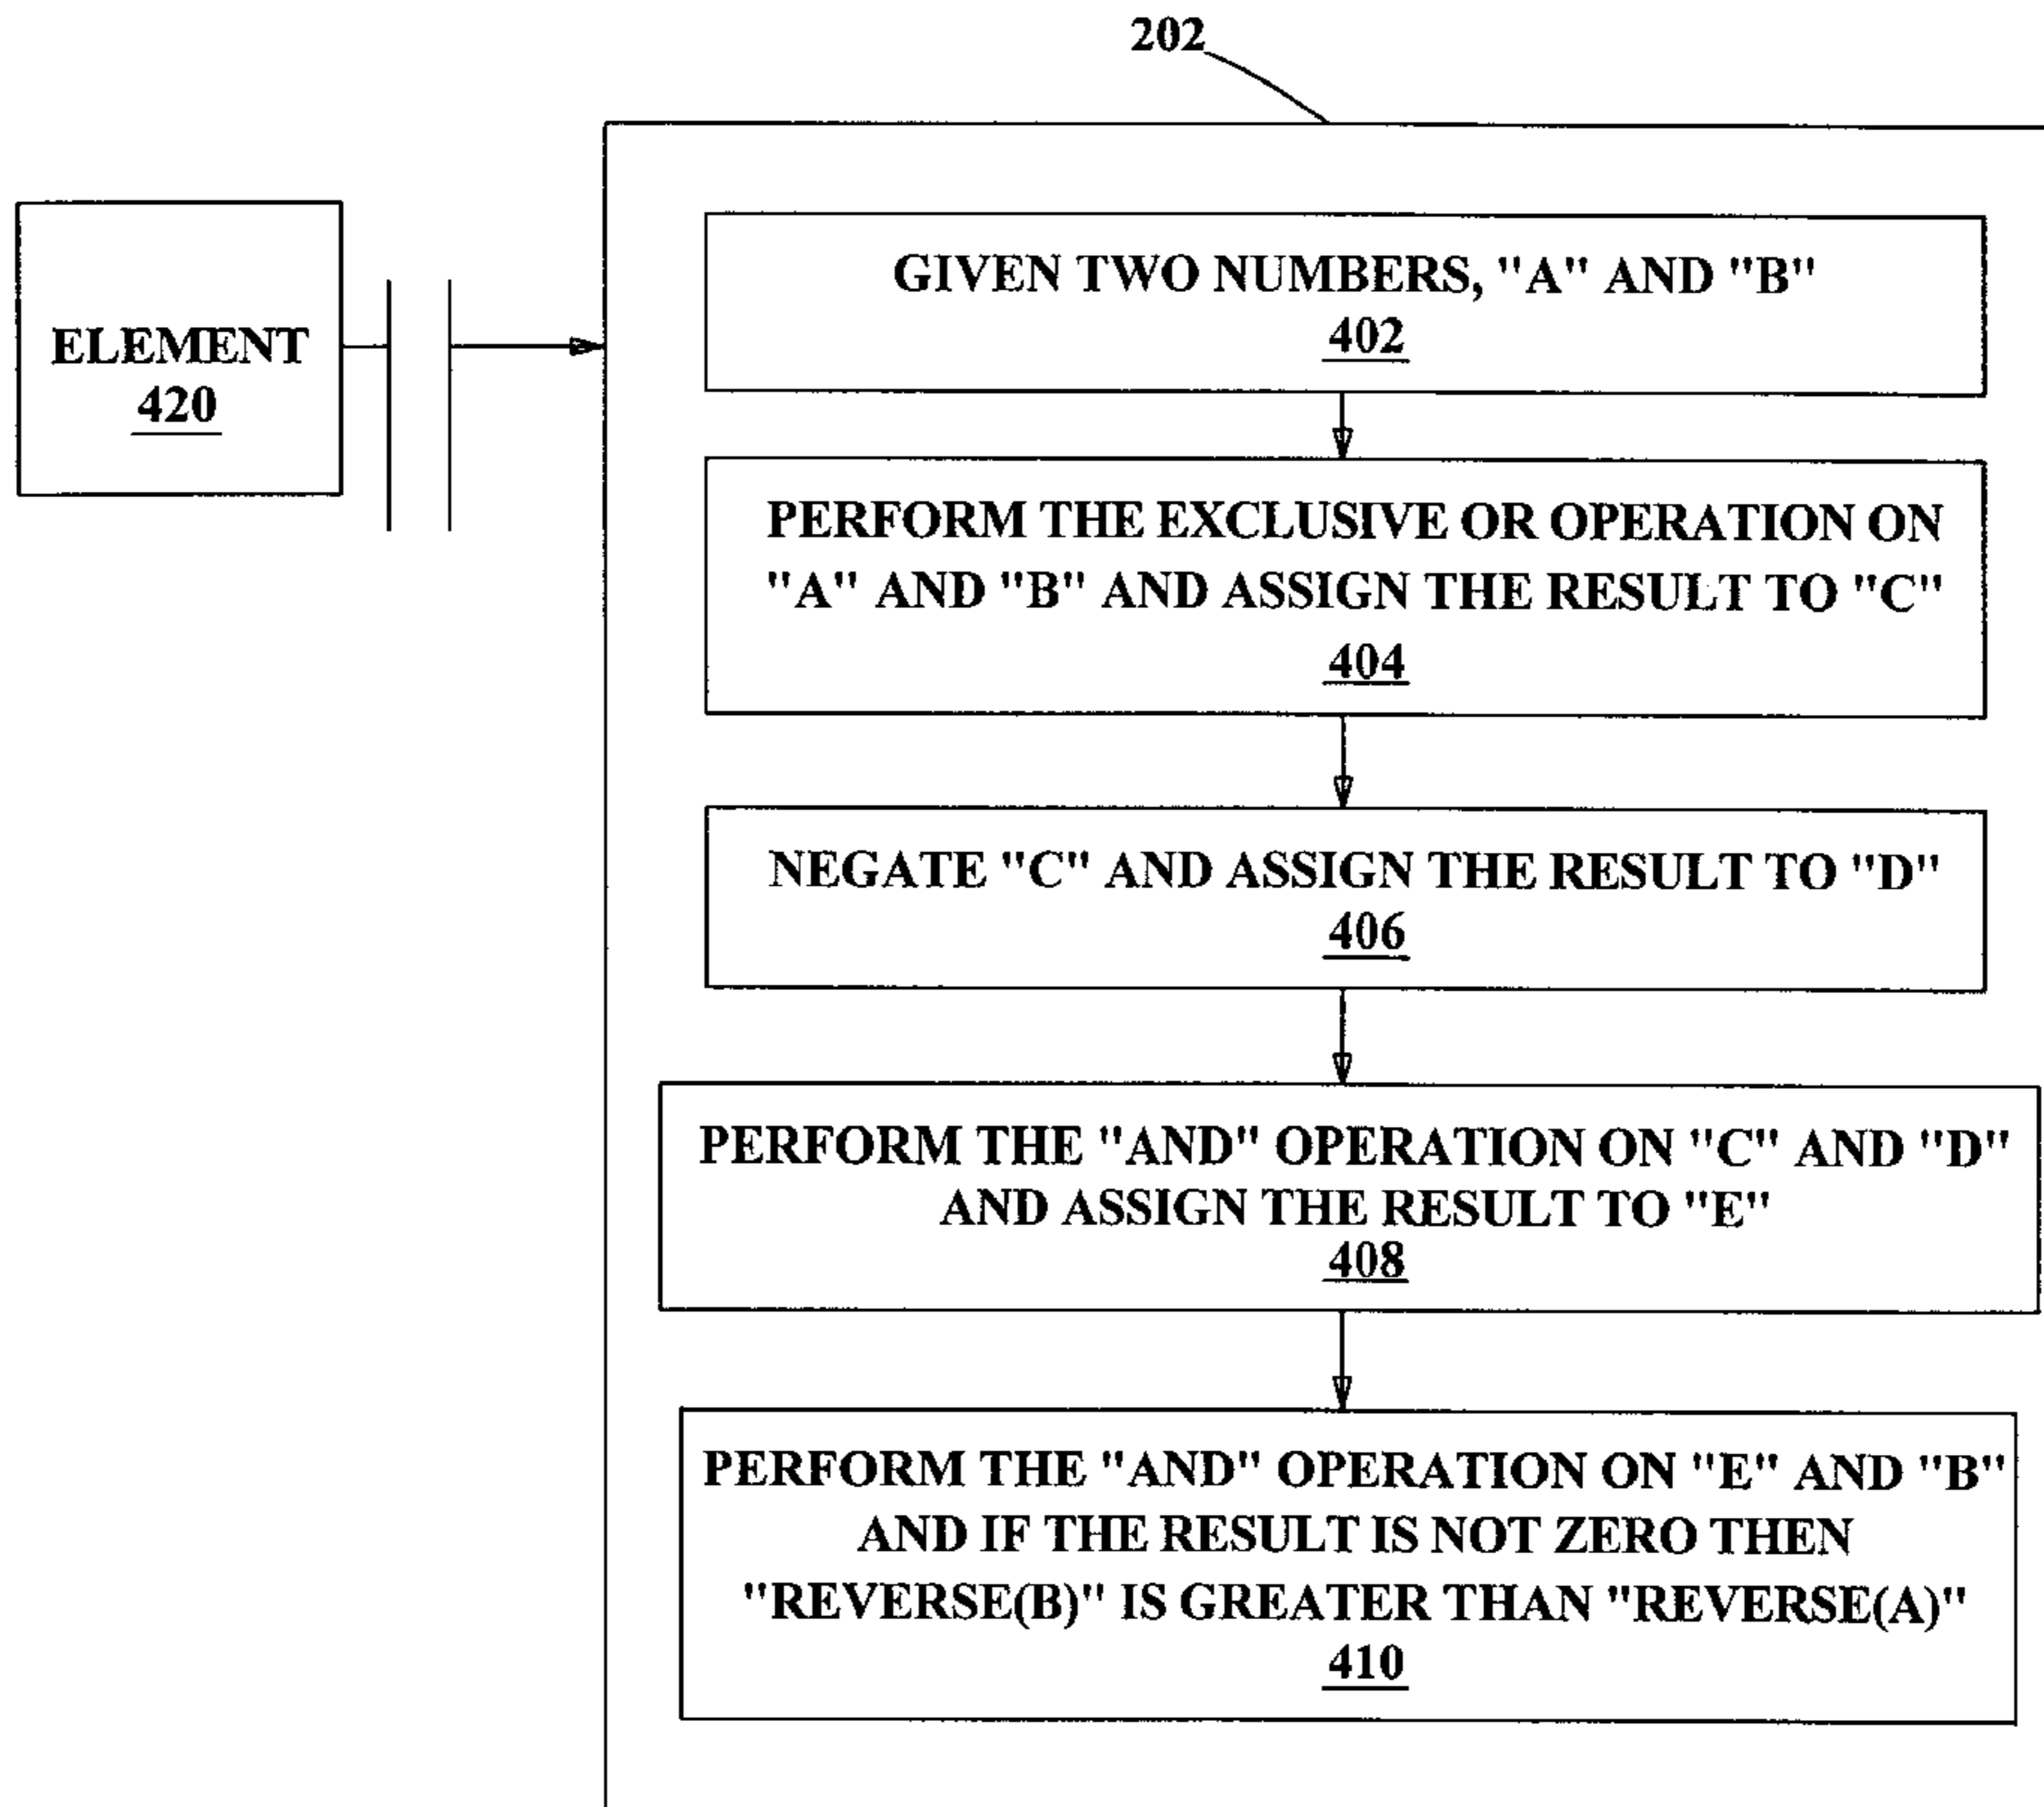 202
ELEMENT
420
GIVEN TWO NUMBERS, "A" AND "B"
402
PERFORM THE EXCLUSIVE OR OPERATION ON
"A" AND "B" AND ASSIGN THE RESULT TO "C"
404
NEGATE "C" AND ASSIGN THE RESULT TO "D"
406
PERFORM THE "AND" OPERATION ON "C" AND "D"
AND ASSIGN THE RESULT TO "E"
408
PERFORM THE "AND" OPERATION ON "E" AND "B"
AND IF THE RESULT IS NOT ZERO THEN
"REVERSE(B)" IS GREATER THAN "REVERSE(A)"
410